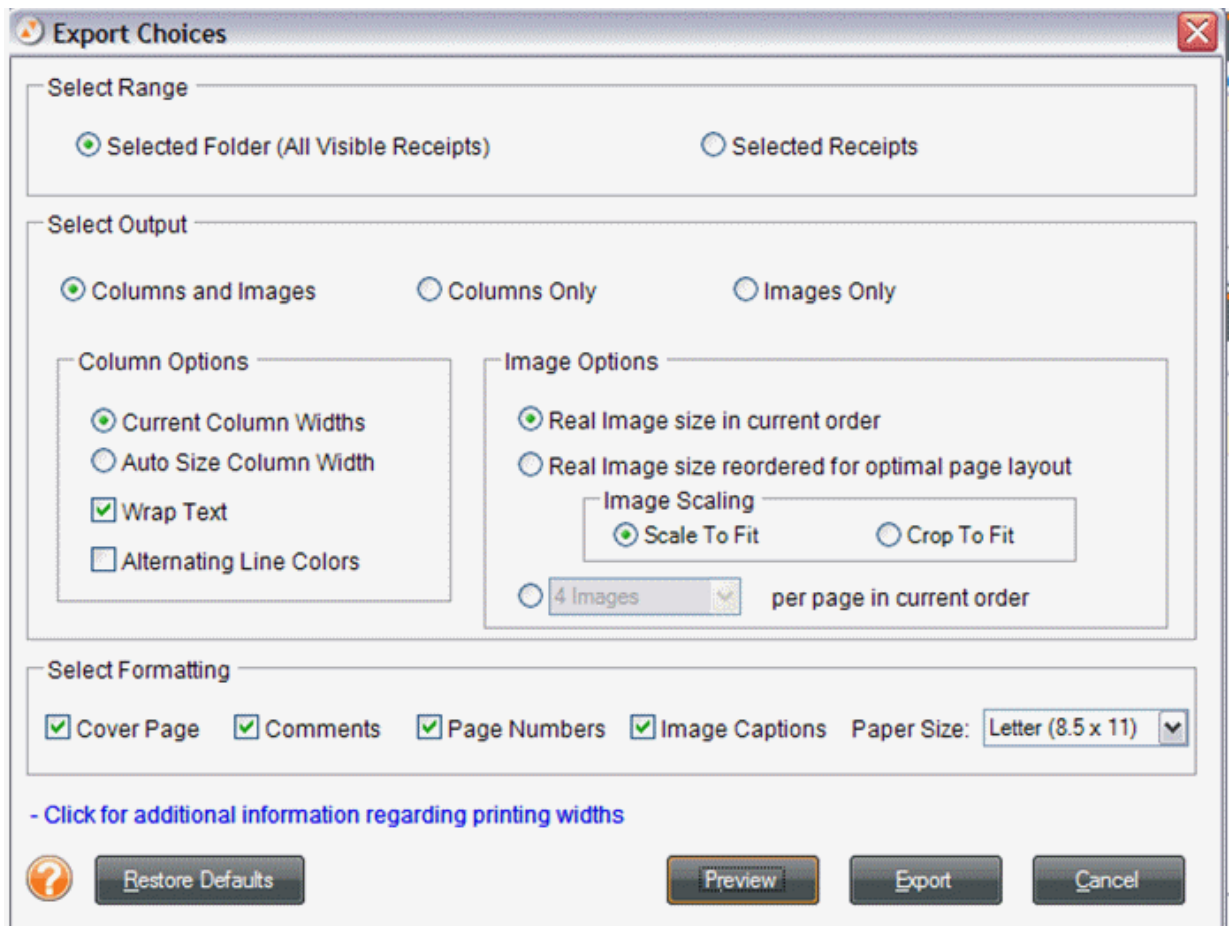 Export Choices
Select Range
Selected Folder (All Visible Receipts) Selected Receipts
Select Output
Columns and Images Columns Only Images Only
Column Options
Current Column Widths
Auto Size Column Width
Wrap Text
Alternating Line Colors
Image Options
Real Image size in current order
Real Image size reordered for optimal page layout
Image Scaling
Scale To Fit Crop To Fit
4 Images per page in current order
Select Formatting
Cover Page Comments Page Numbers Image Captions Paper Size: Letter (8.5 x 11)
- Click for additional information regarding printing widths
? Restore Defaults Preview Export Cancel